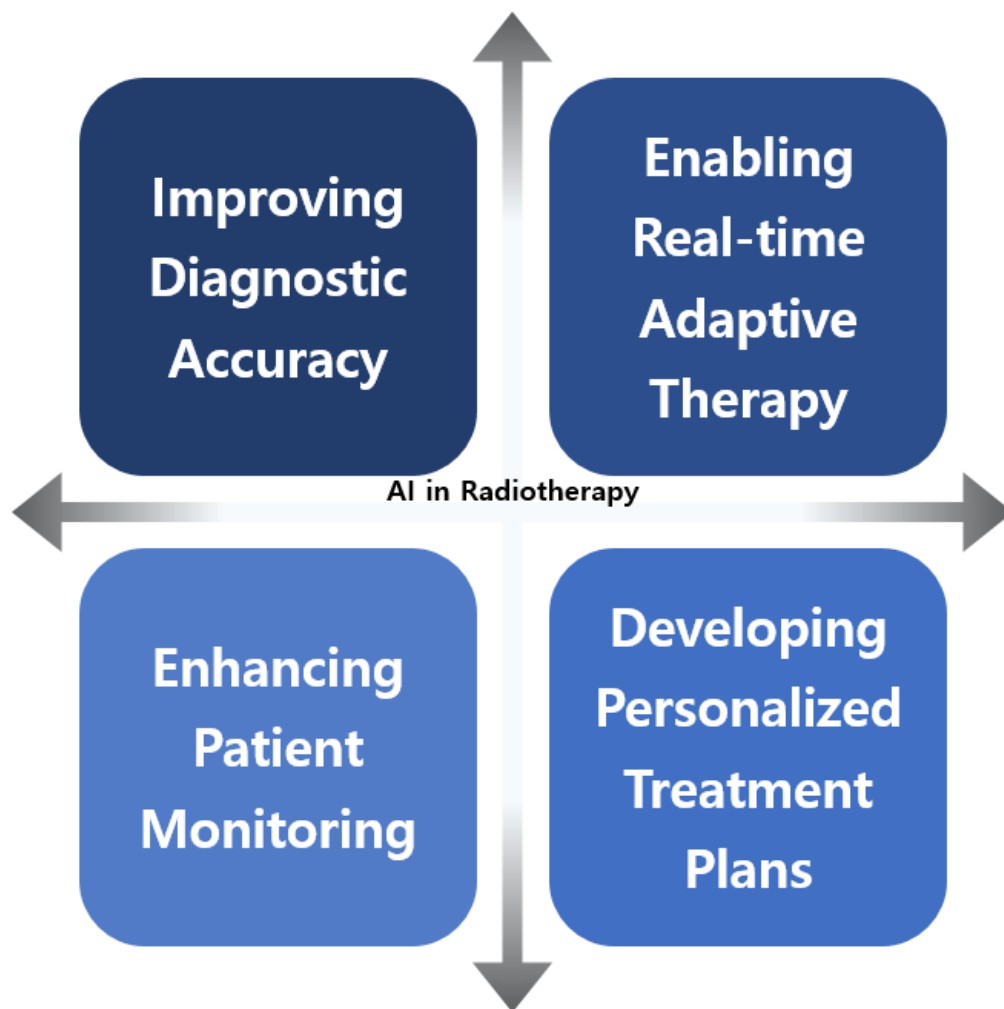 Improving
Diagnostic
Accuracy
Enabling
Real-time
Adaptive
Therapy
AI in Radiotherapy
Enhancing
Patient
Monitoring
Developing
Personalized
Treatment
Plans